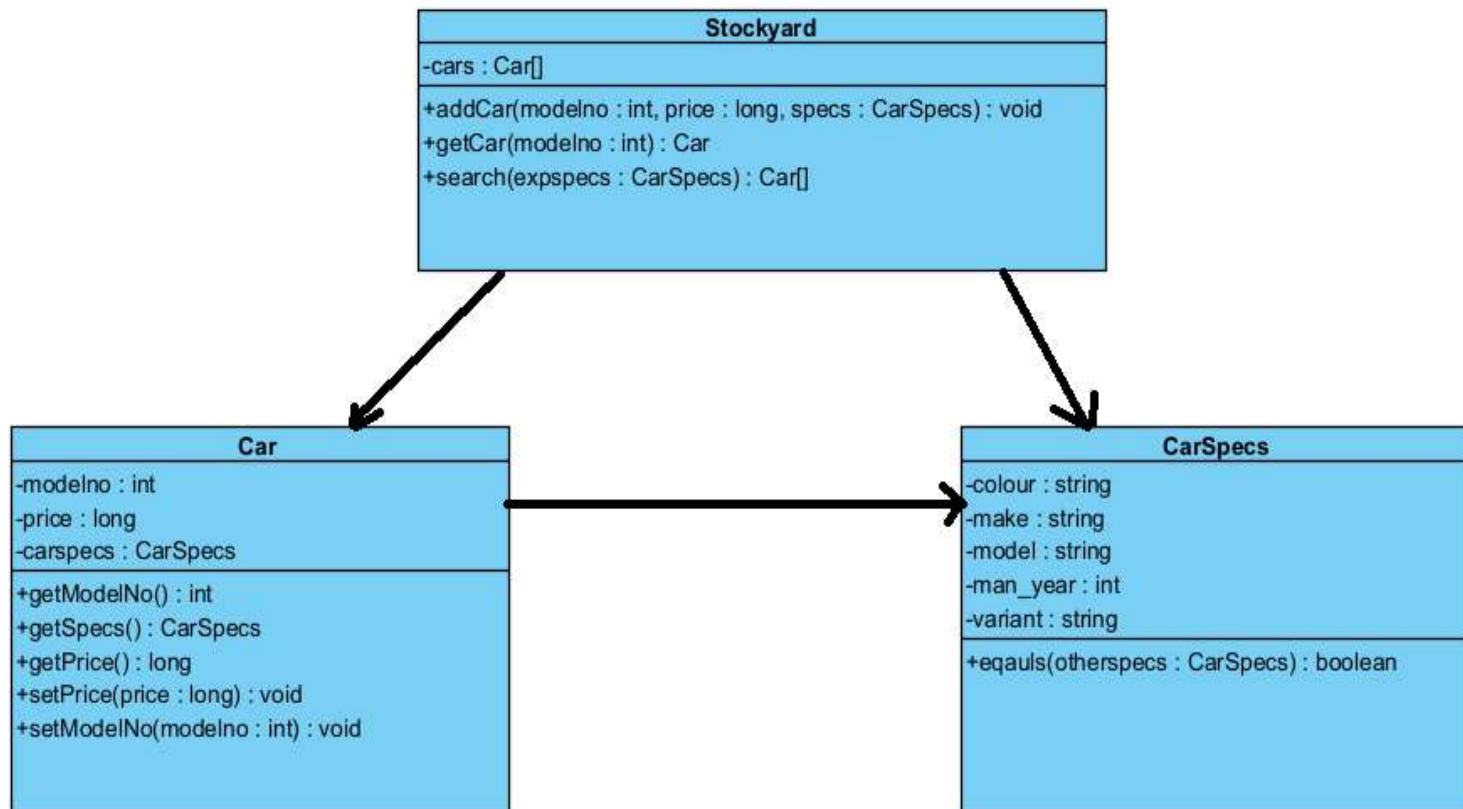 Stockyard
-cars : Car[]
+addCar(modelno : int, price : long, specs : CarSpecs) : void
+getCar(modelno : int) : Car
+search(expspecs : CarSpecs) : Car[]
Car
-modelno : int
-price : long
-carspecs : CarSpecs
+getModelNo() : int
+getSpecs() : CarSpecs
+getPrice() : long
+setPrice(price : long) : void
+setModelNo(modelno : int) : void
CarSpecs
-colour : string
-make : string
-model : string
-man_year : int
-variant : string
+eqauls(otherspecs : CarSpecs) : boolean